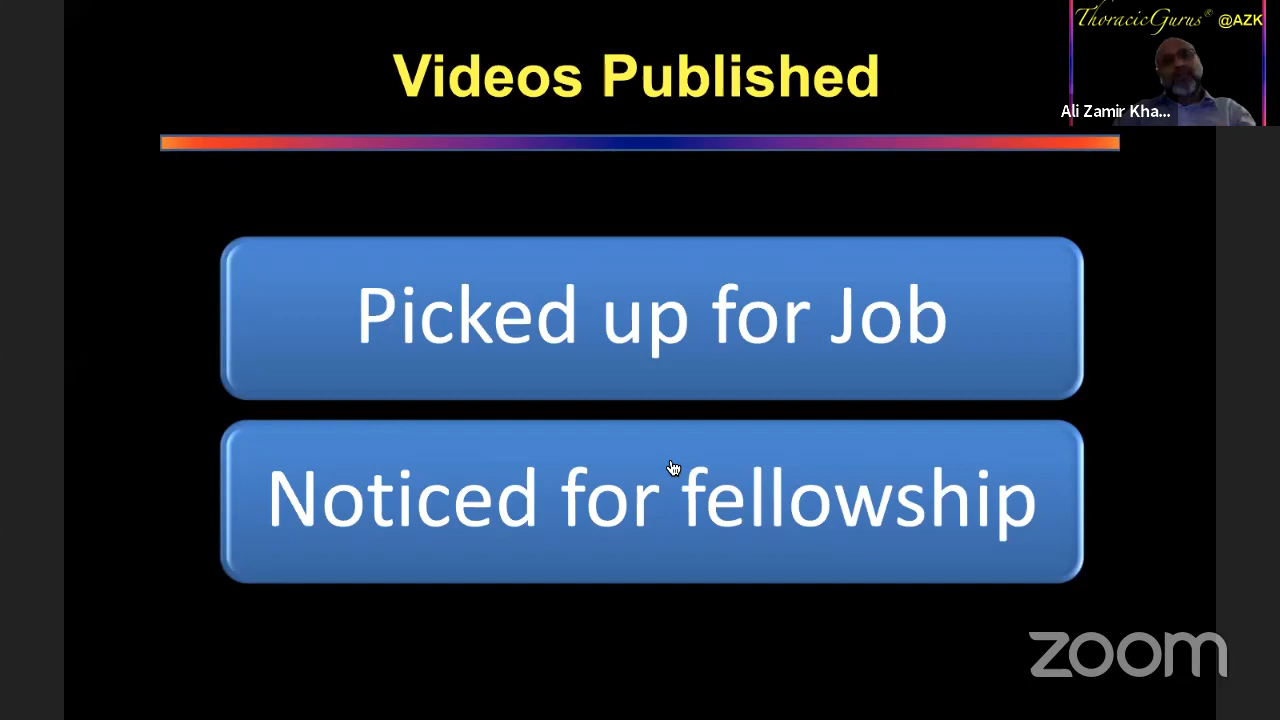 ThoracicGurus® @AZK
Videos Published
Ali Zamir Kha...
Picked up for Job
Noticed for fellowship
zoom